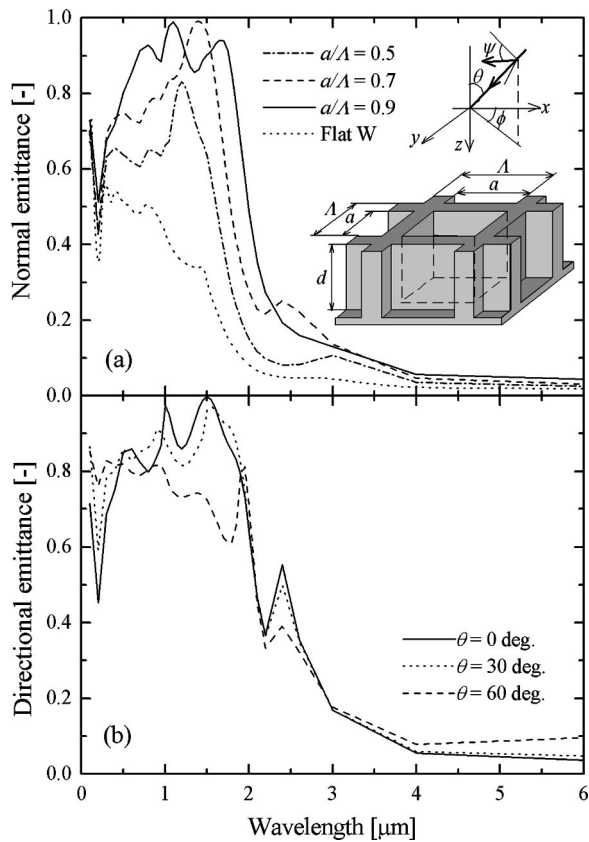 Normal emittance [-]
1.0
0.8
0.6
0.4
0.2
0.0
a/Λ = 0.5
a/Λ = 0.7
a/Λ = 0.9
Flat W
ψ
θ
x
ϕ
y
z
Λ
a
Λ
a
d
(a)
Directional emittance [-]
0.8
0.6
0.4
0.2
0.0
θ = 0 deg.
θ = 30 deg.
θ = 60 deg.
(b)
0 1 2 3 4 5 6
Wavelength [μm]